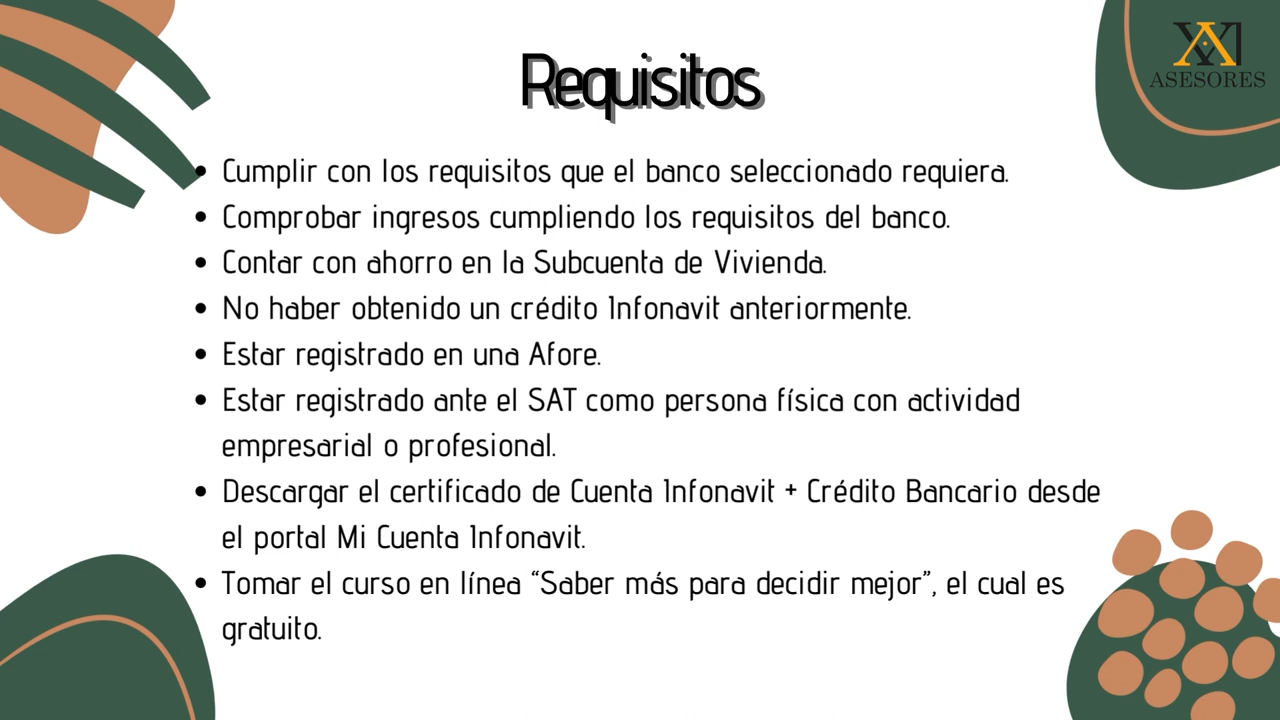 Requisitos
ASESORES
• Cumplir con los requisitos que el banco seleccionado requiera.
• Comprobar ingresos cumpliendo los requisitos del banco.
• Contar con ahorro en la Subcuenta de Vivienda.
• No haber obtenido un crédito Infonavit anteriormente.
• Estar registrado en una Afore.
• Estar registrado ante el SAT como persona física con actividad
empresarial o profesional.
• Descargar el certificado de Cuenta Infonavit + Crédito Bancario desde
el portal Mi Cuenta Infonavit.
• Tomar el curso en línea “Saber más para decidir mejor”, el cual es
gratuito.